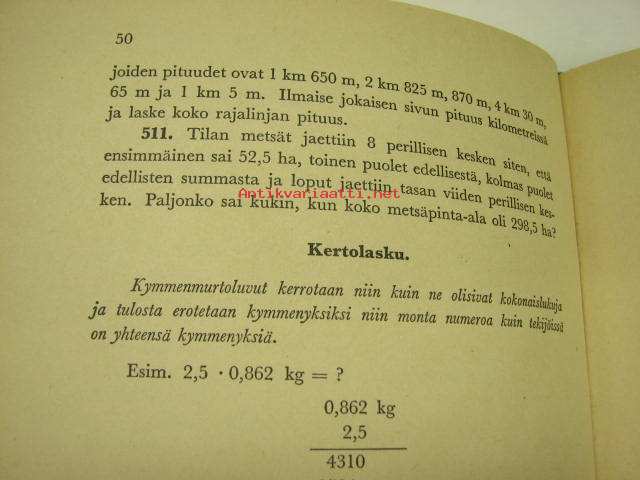 50
joiden pituudet ovat 1 km 650 m, 2 km 825 m, 870 m, 4 km 30 m,
65 m ja 1 km 5 m. Ilmaise jokaisen sivun pituus kilometreissä
ja laske koko rajalinjan pituus.
511. Tilan metsät jaettiin 8 perillisen kesken siten, että
ensimmäinen sai 52,5 ha, toinen puolet edellisestä, kolmas puolet
edellisten summasta ja loput jaettiin tasan viiden perillisen kes-
Antikvariaatti.net
ken. Paljonko sai kukin, kun koko metsäpinta-ala oli 298,5 ha?
Kertolasku.
Kymmenmurtoluvut kerrotaan niin kuin ne olisivat kokonaislukuja
ja tulosta erotetaan kymmenyksiksi niin monta numeroa kuin tekijöissä
on yhteensä kymmenyksiä.
Esim. 2,5 · 0,862 kg = ?
0,862 kg
2,5
4310